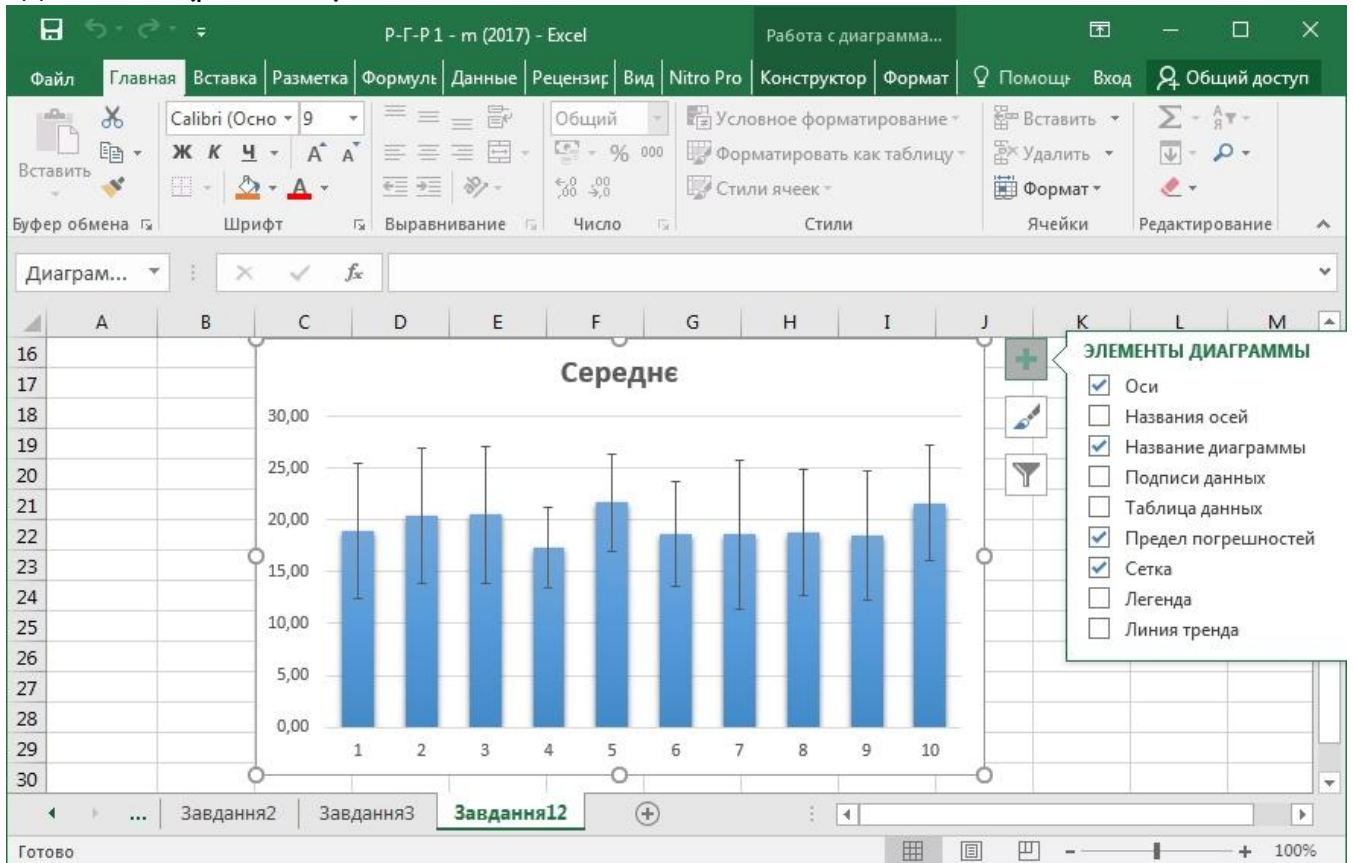 Р-Г-Р 1 - m (2017) - Excel
Работа с диаграмма...
Файл Главная Вставка Разметка Формуль Данные Рецензир Вид Nitro Pro Конструктор Формат Помощ Вход Общий доступ
Calibri (Осно 9 Общий Условное форматирование Вставить
Вставить Ж К Ч % 000 Форматировать как таблицу Удалить
Стили ячеек Формат
Буфер обмена Шрифт Выравнивание Число Стили Ячейки Редактирование
Диаграм... fx
A B C D E F G H I J K L M
16
17
18
19
20
21
22
23
24
25
26
27
28
29
30
Середнє
30,00
25,00
20,00
15,00
10,00
5,00
0,00
1 2 3 4 5 6 7 8 9 10
ЭЛЕМЕНТЫ ДИАГРАММЫ
Оси
Названия осей
Название диаграммы
Подписи данных
Таблица данных
Предел погрешностей
Сетка
Легенда
Линия тренда
... Завдання2 Завдання3 Завдання12
Готово 100%